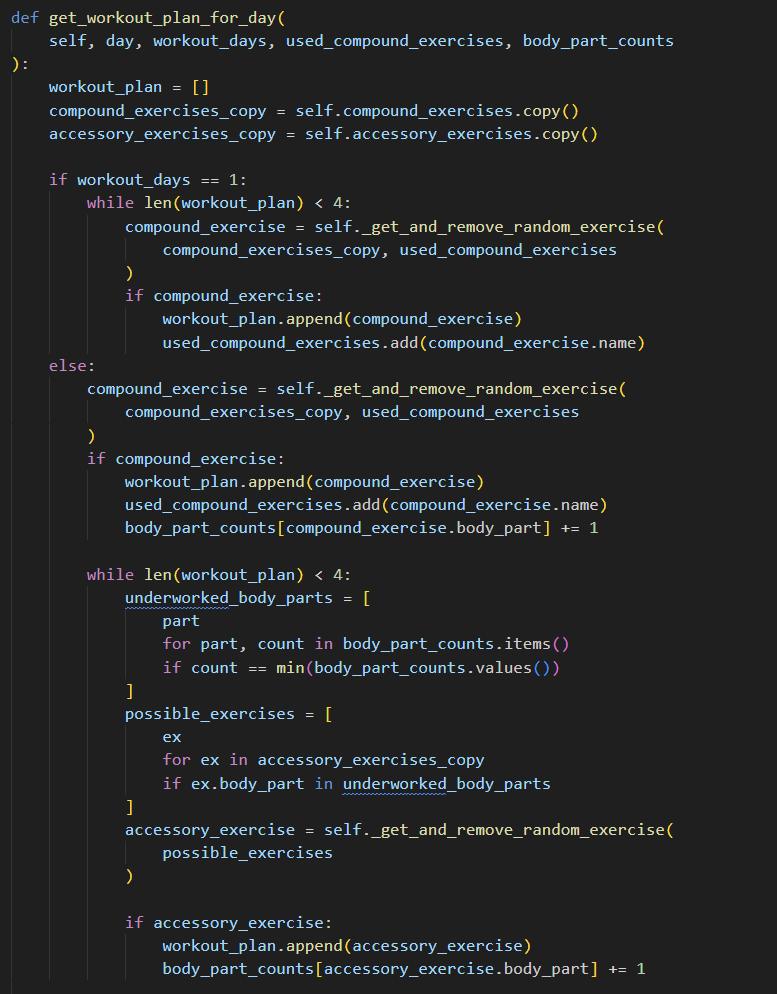 def get_workout_plan_for_day(
    self, day, workout_days, used_compound_exercises, body_part_counts
):
    workout_plan = []
    compound_exercises_copy = self.compound_exercises.copy()
    accessory_exercises_copy = self.accessory_exercises.copy()

    if workout_days == 1:
        while len(workout_plan) < 4:
            compound_exercise = self._get_and_remove_random_exercise(
                compound_exercises_copy, used_compound_exercises
            )
            if compound_exercise:
                workout_plan.append(compound_exercise)
                used_compound_exercises.add(compound_exercise.name)
    else:
        compound_exercise = self._get_and_remove_random_exercise(
            compound_exercises_copy, used_compound_exercises
        )
        if compound_exercise:
            workout_plan.append(compound_exercise)
            used_compound_exercises.add(compound_exercise.name)
            body_part_counts[compound_exercise.body_part] += 1

        while len(workout_plan) < 4:
            underworked_body_parts = [
                part
                for part, count in body_part_counts.items()
                if count == min(body_part_counts.values())
            ]
            possible_exercises = [
                ex
                for ex in accessory_exercises_copy
                if ex.body_part in underworked_body_parts
            ]
            accessory_exercise = self._get_and_remove_random_exercise(
                possible_exercises
            )

            if accessory_exercise:
                workout_plan.append(accessory_exercise)
                body_part_counts[accessory_exercise.body_part] += 1